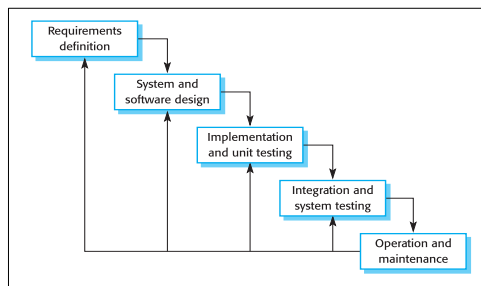 Requirements
definition
System and
software design
Implementation
and unit testing
Integration and
system testing
Operation and
maintenance